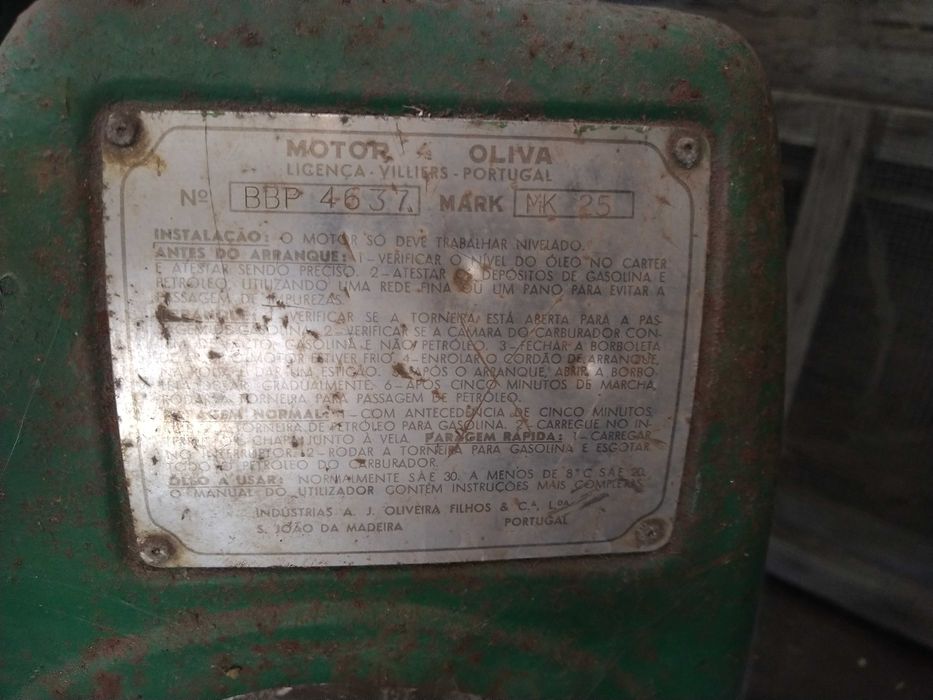 MOTOR OLIVA
LICENÇA - VILLIERS - PORTUGAL
Nº BBP 4637 MARK MK 25
INSTALAÇÃO: O MOTOR SÓ DEVE TRABALHAR NIVELADO.
ANTES DO ARRANQUE: 1-VERIFICAR O NÍVEL DO ÓLEO NO CARTER
E ATESTAR SENDO PRECISO. 2-ATESTAR DEPÓSITOS DE GASOLINA E
PETRÓLEO, UTILIZANDO UMA REDE FINA OU UM PANO PARA EVITAR A
PASSAGEM DE IMPUREZAS.
VERIFICAR SE A TORNEIRA ESTÁ ABERTA PARA A PAS-
2-VERIFICAR SE A CÂMARA DO CARBURADOR CON-
GASOLINA E NÃO PETRÓLEO. 3-FECHAR A BORBOLETA
MOTOR ESTIVER FRIO. 4-ENROLAR O CORDÃO DE ARRANQUE,
DAR UM ESTICÃO. APÓS O ARRANQUE, ABRIR A BORBO-
GRADUALMENTE. 6-APÓS CINCO MINUTOS DE MARCHA,
RODAR A TORNEIRA PARA PASSAGEM DE PETRÓLEO.
PARAGEM NORMAL: 1-COM ANTECEDÊNCIA DE CINCO MINUTOS,
TORNEIRA DE PETRÓLEO PARA GASOLINA. 2-CARREGUE NO IN-
CHAPA JUNTO À VELA. PARAGEM RÁPIDA: 1-CARREGAR
NO INTERRUPTOR. 2-RODAR A TORNEIRA PARA GASOLINA E ESGOTAR
TODO O PETRÓLEO DO CARBURADOR.
ÓLEO A USAR: NORMALMENTE SAE 30. A MENOS DE 8°C SAE 20.
O MANUAL DO UTILIZADOR CONTÉM INSTRUÇÕES MAIS COMPLETAS.
INDÚSTRIAS A. J. OLIVEIRA FILHOS & C.ª, L.DA
S. JOÃO DA MADEIRA PORTUGAL